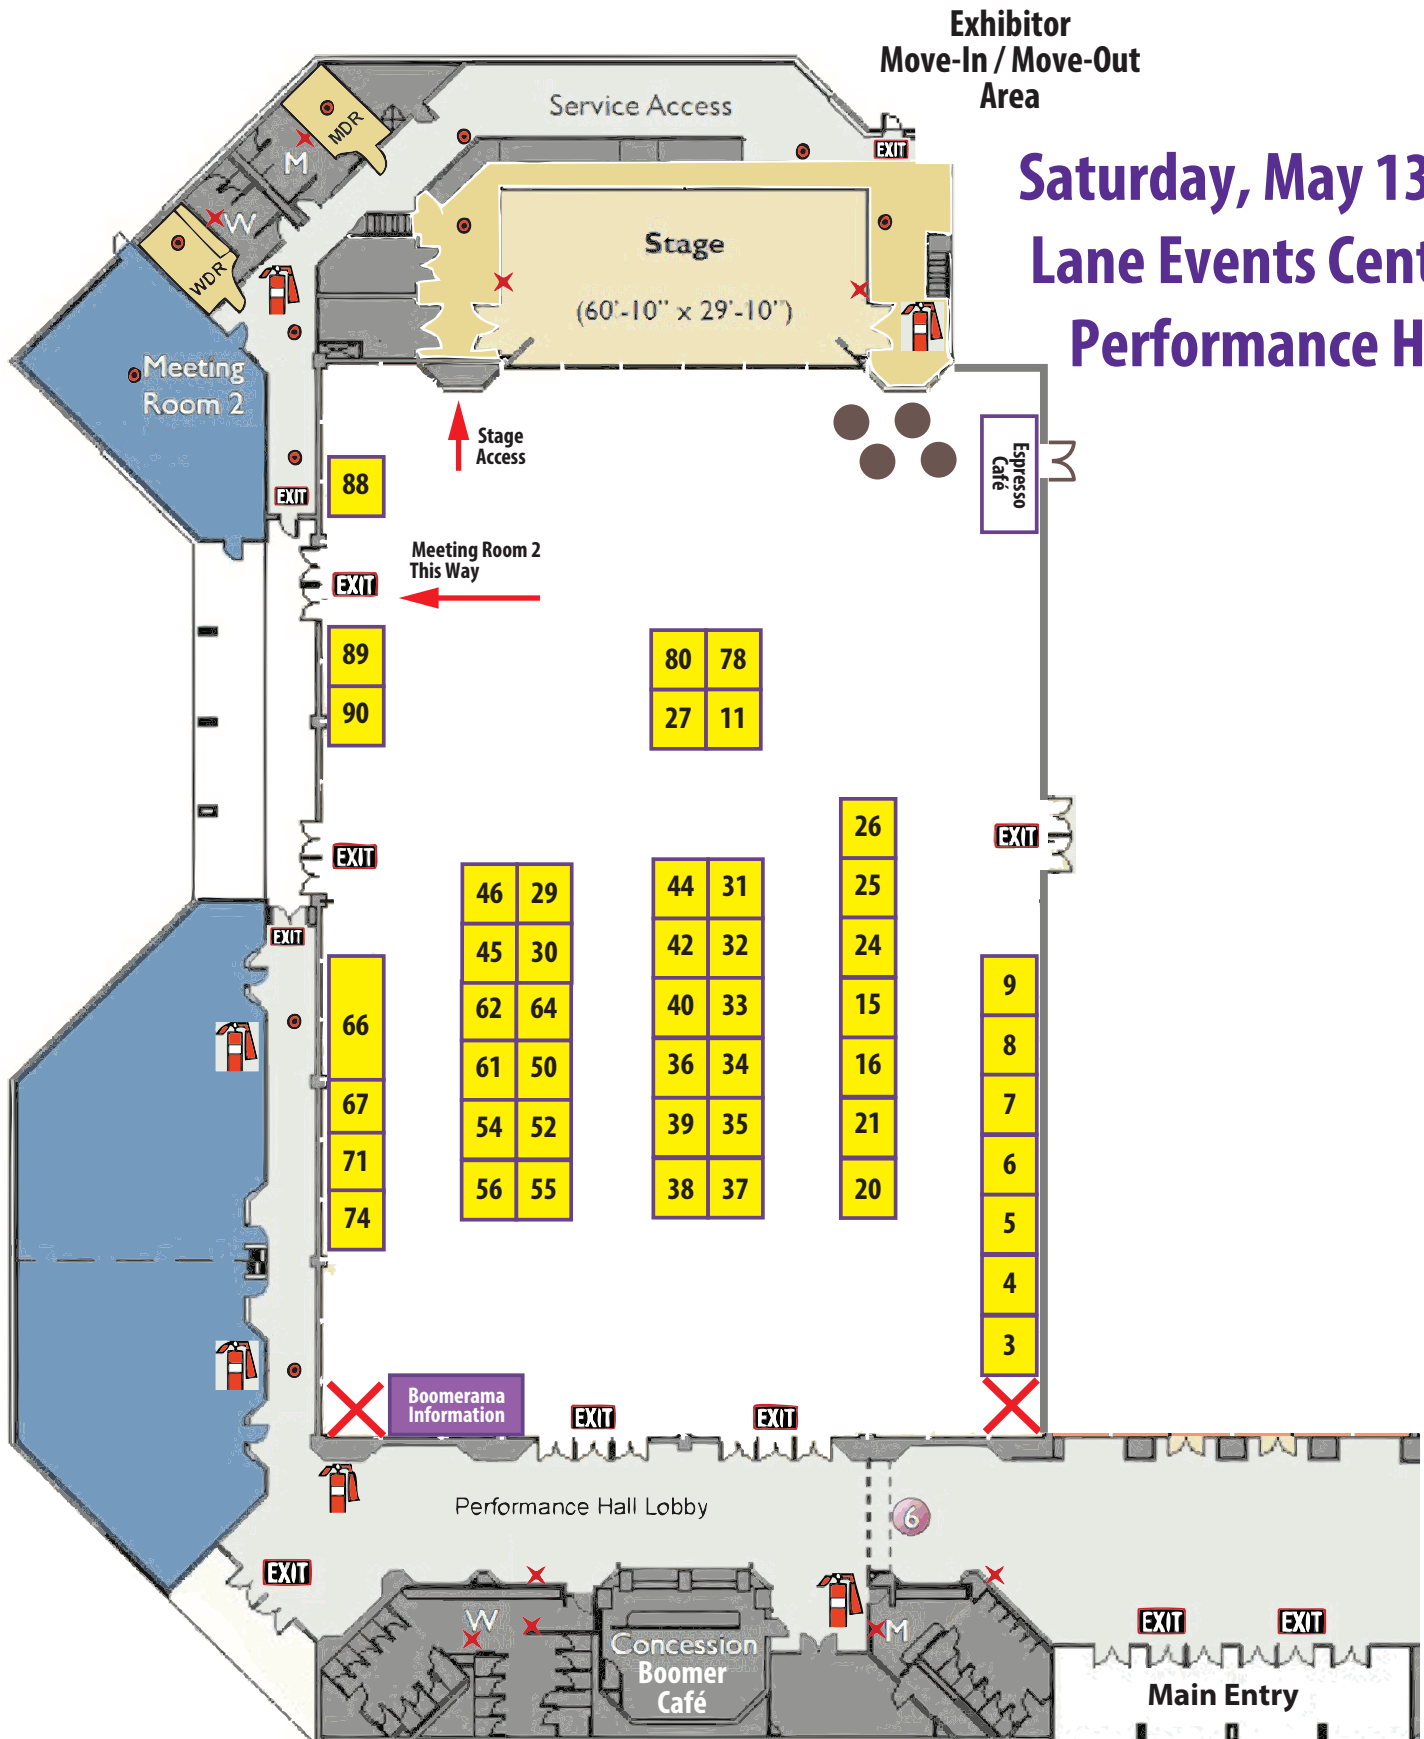 Exhibitor
Move-In / Move-Out
Area
Saturday, May 13
Lane Events Cent
Performance H
Service Access
EXIT
MDR
M
W
WDR
Stage
(60'-10" x 29'-10")
Meeting
Room 2
Stage
Access
Espresso
Café
88
EXIT
Meeting Room 2
This Way
EXIT
89
90
80 78
27 11
EXIT
EXIT
EXIT
26
25
24
15
16
21
20
46 29
45 30
62 64
61 50
54 52
56 55
44 31
42 32
40 33
36 34
39 35
38 37
66
67
71
74
9
8
7
6
5
4
3
Boomerama
Information
EXIT
EXIT
Performance Hall Lobby
6
EXIT
W
Concession
Boomer
Café
M
EXIT
EXIT
Main Entry